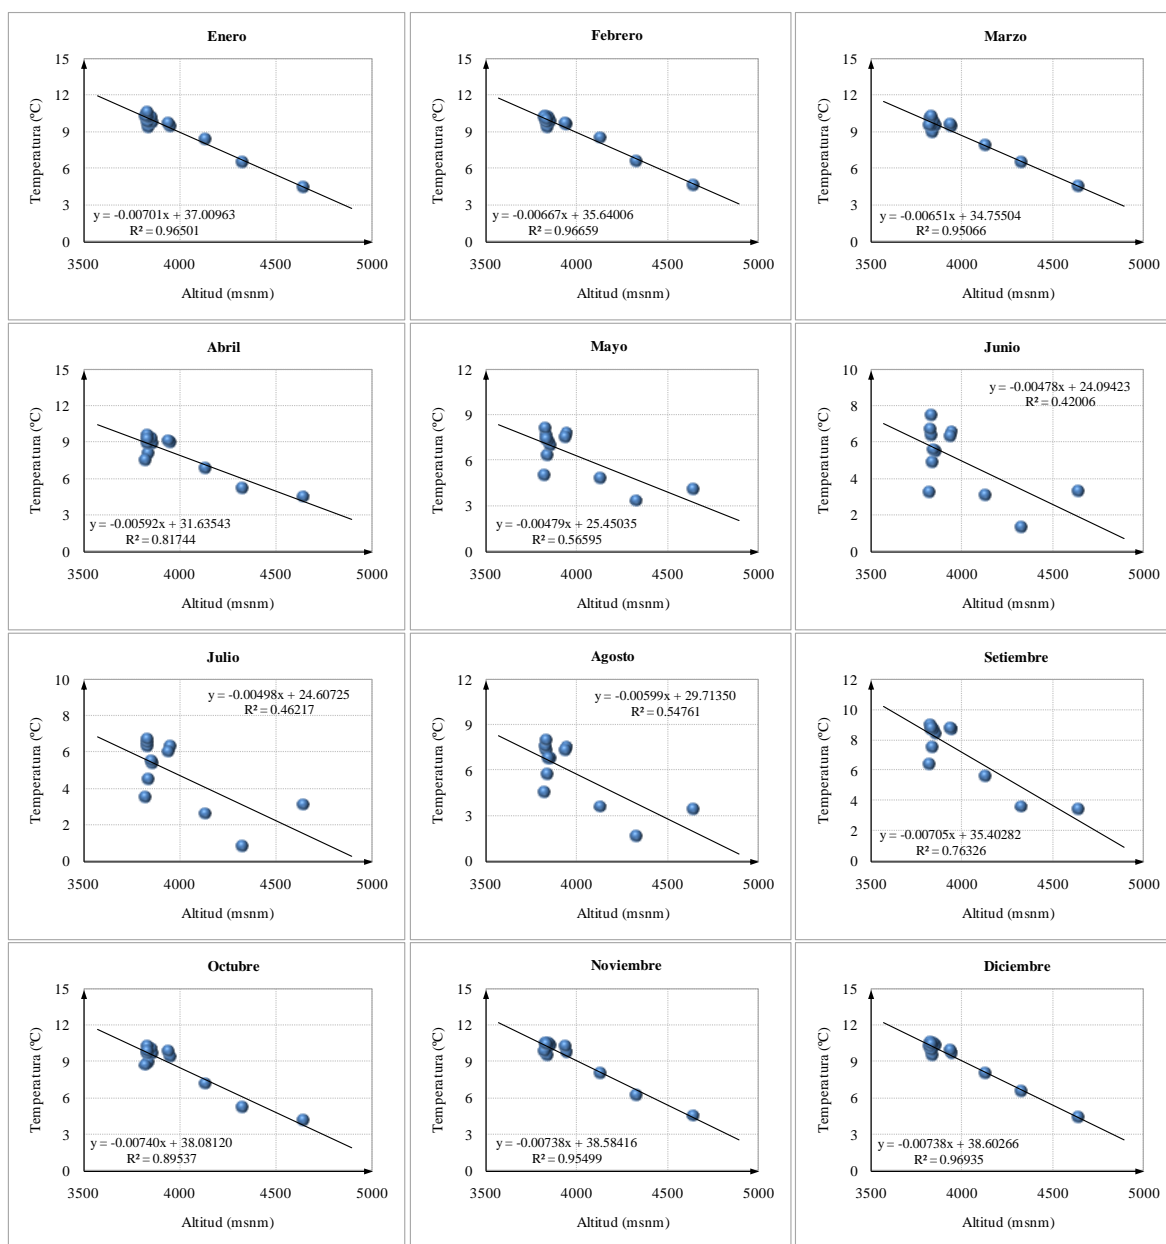 Enero
15
12
9
6
3
0
Temperatura (ºC)
y = -0.00701x + 37.00963
R² = 0.96501
3500 4000 4500 5000
Altitud (msnm)
Febrero
15
12
9
6
3
0
Temperatura (ºC)
y = -0.00667x + 35.64006
R² = 0.96659
3500 4000 4500 5000
Altitud (msnm)
Marzo
15
12
9
6
3
0
Temperatura (ºC)
y = -0.00651x + 34.75504
R² = 0.95066
3500 4000 4500 5000
Altitud (msnm)
Abril
15
12
9
6
3
0
Temperatura (ºC)
y = -0.00592x + 31.63543
R² = 0.81744
3500 4000 4500 5000
Altitud (msnm)
Mayo
12
9
6
3
0
Temperatura (ºC)
y = -0.00479x + 25.45035
R² = 0.56595
3500 4000 4500 5000
Altitud (msnm)
Junio
10
8
6
4
2
0
Temperatura (ºC)
y = -0.00478x + 24.09423
R² = 0.42006
3500 4000 4500 5000
Altitud (msnm)
Julio
10
8
6
4
2
0
Temperatura (ºC)
y = -0.00498x + 24.60725
R² = 0.46217
3500 4000 4500 5000
Altitud (msnm)
Agosto
12
9
6
3
0
Temperatura (ºC)
y = -0.00599x + 29.71350
R² = 0.54761
3500 4000 4500 5000
Altitud (msnm)
Setiembre
12
10
8
6
4
2
0
Temperatura (ºC)
y = -0.00705x + 35.40282
R² = 0.76326
3500 4000 4500 5000
Altitud (msnm)
Octubre
15
12
9
6
3
0
Temperatura (ºC)
y = -0.00740x + 38.08120
R² = 0.89537
3500 4000 4500 5000
Altitud (msnm)
Noviembre
15
12
9
6
3
0
Temperatura (ºC)
y = -0.00738x + 38.58416
R² = 0.95499
3500 4000 4500 5000
Altitud (msnm)
Diciembre
15
12
9
6
3
0
Temperatura (ºC)
y = -0.00738x + 38.60266
R² = 0.96935
3500 4000 4500 5000
Altitud (msnm)